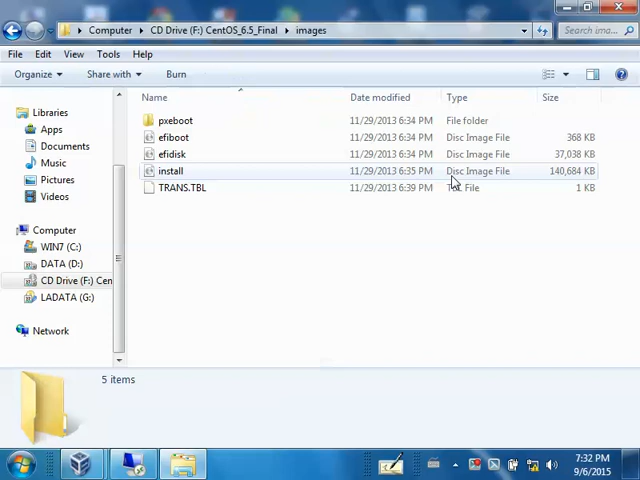 Computer CD Drive (F:) CentOS_6.5_Final images Search ima...
File Edit View Tools Help
Organize Share with Burn
Name Date modified Type Size
Libraries
Apps
Documents
Music
Pictures
Videos
Computer
WIN7 (C:)
DATA (D:)
CD Drive (F:) Cen
LADATA (G:)
Network
pxeboot 11/29/2013 6:34 PM File folder
efiboot 11/29/2013 6:34 PM Disc Image File 368 KB
efidisk 11/29/2013 6:34 PM Disc Image File 37,038 KB
install 11/29/2013 6:35 PM Disc Image File 140,684 KB
TRANS.TBL 11/29/2013 6:39 PM File 1 KB
5 items
7:32 PM
9/6/2015